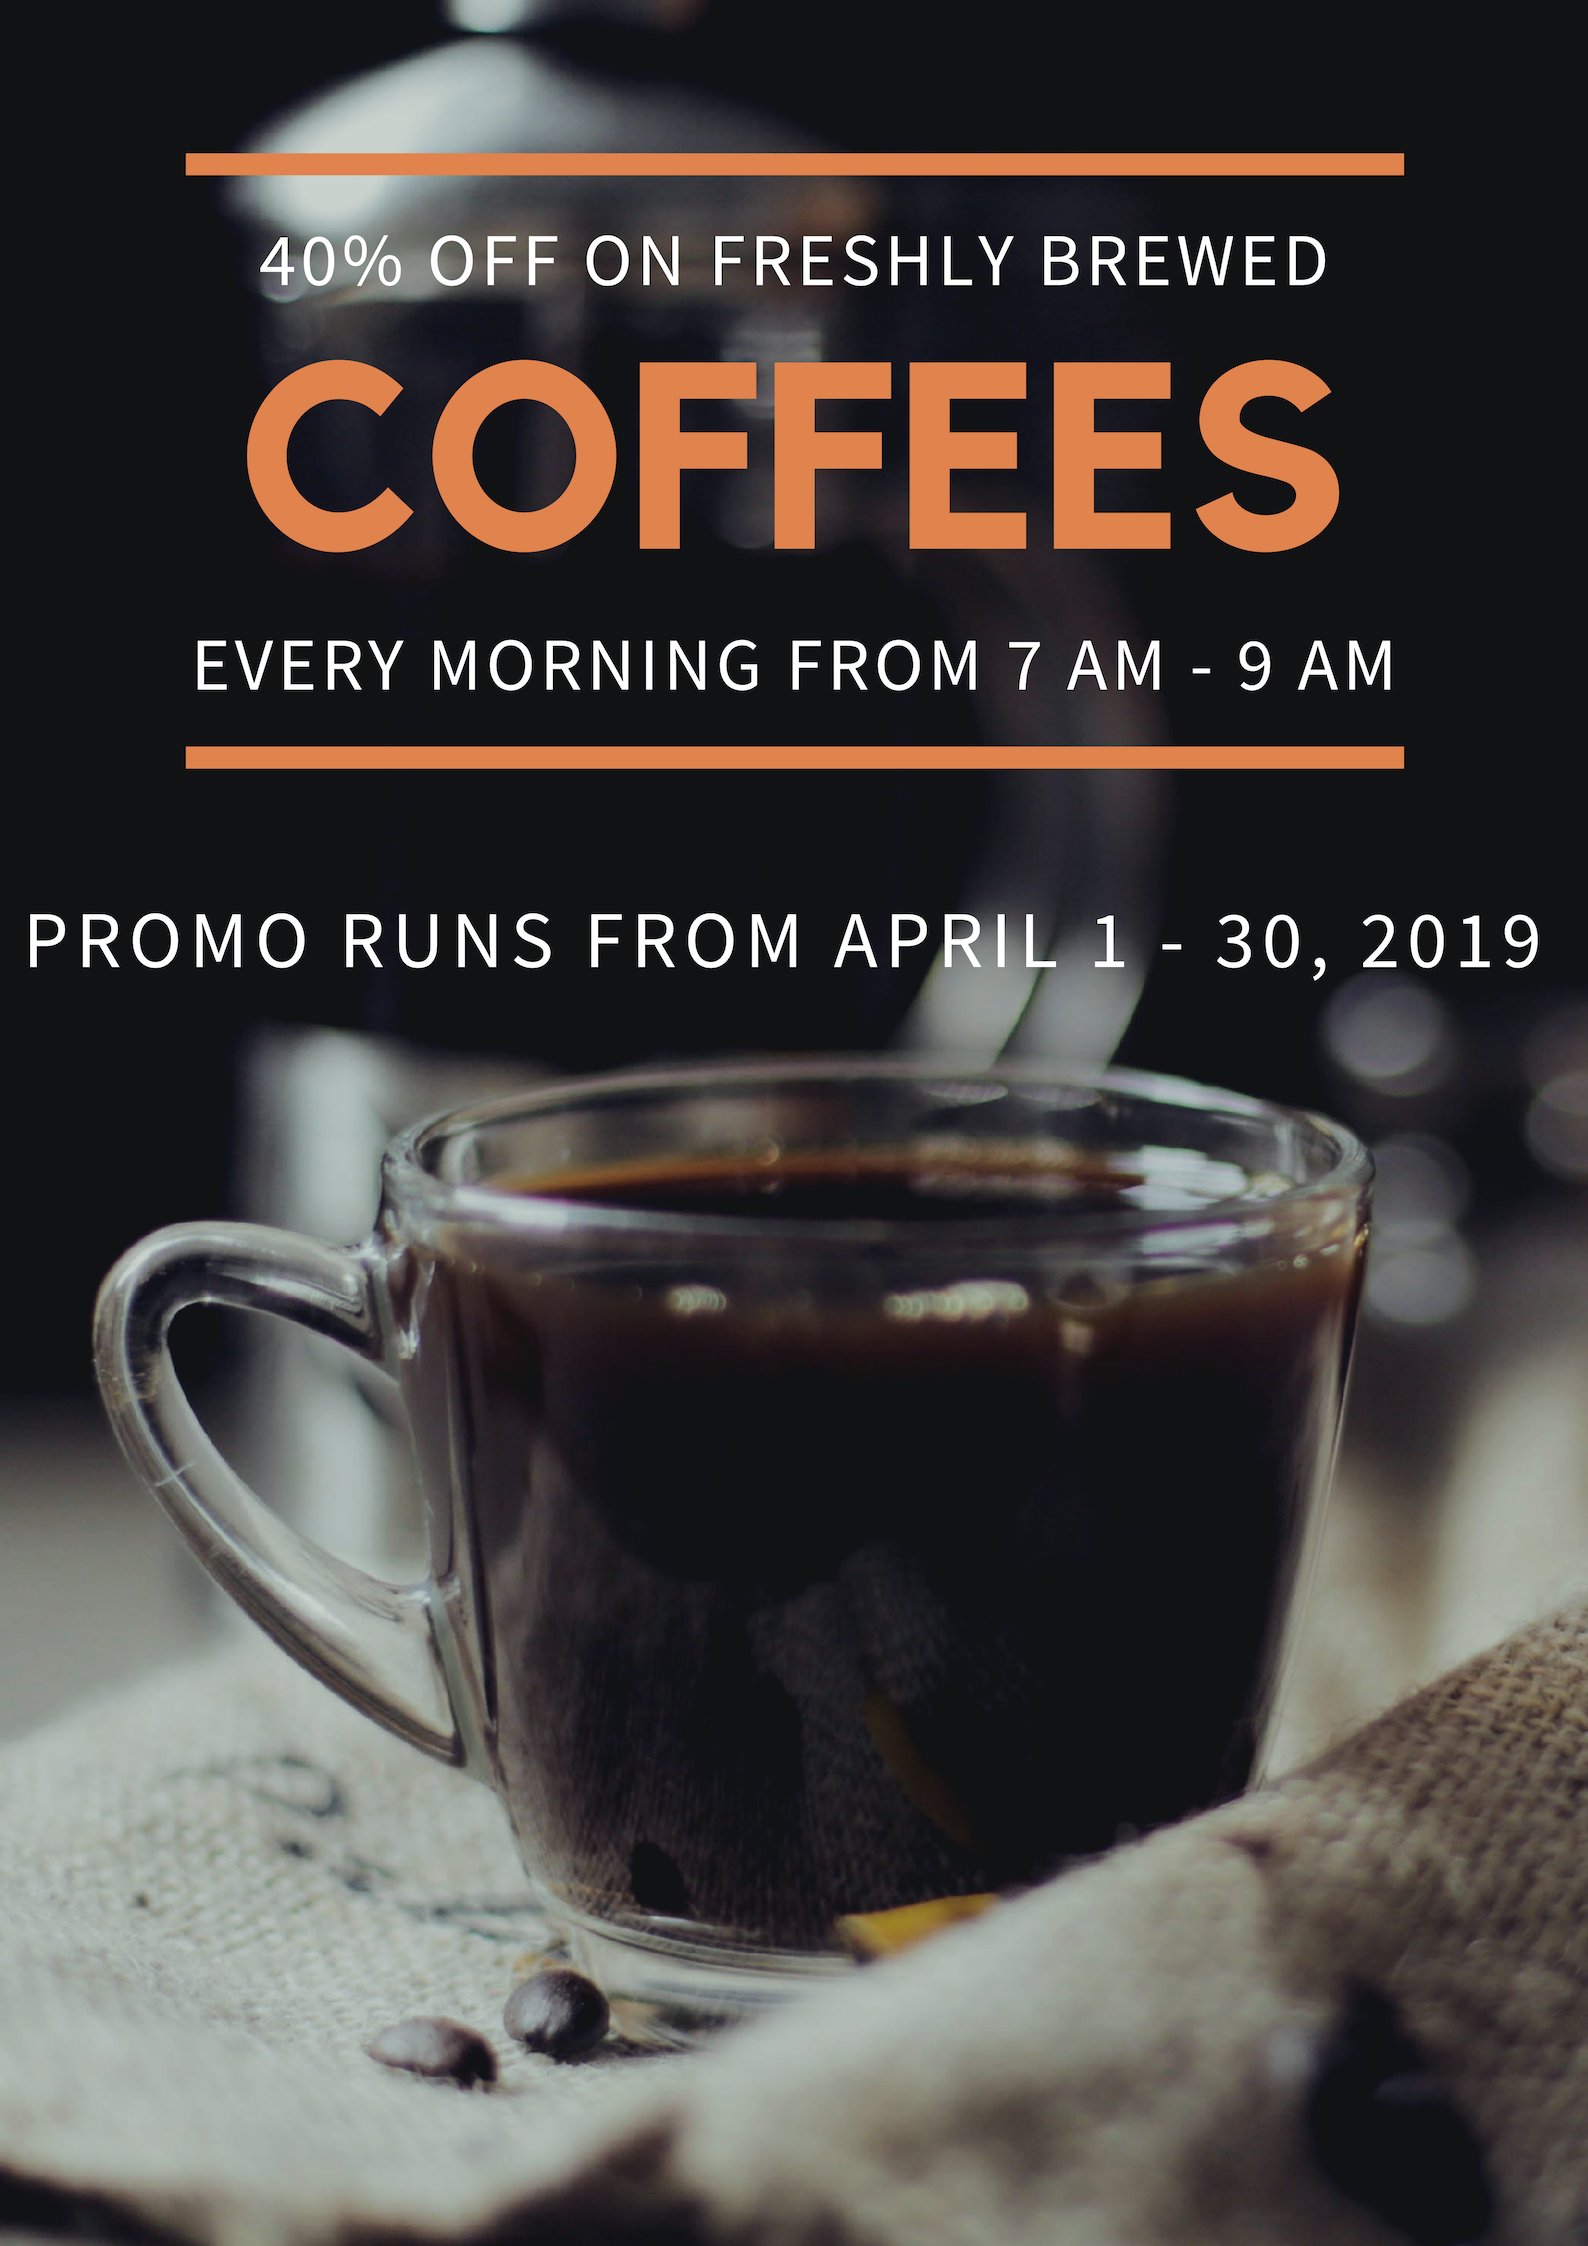 40% OFF ON FRESHLY BREWED
COFFEES
EVERY MORNING FROM 7 AM - 9 AM
PROMO RUNS FROM APRIL 1 - 30, 2019